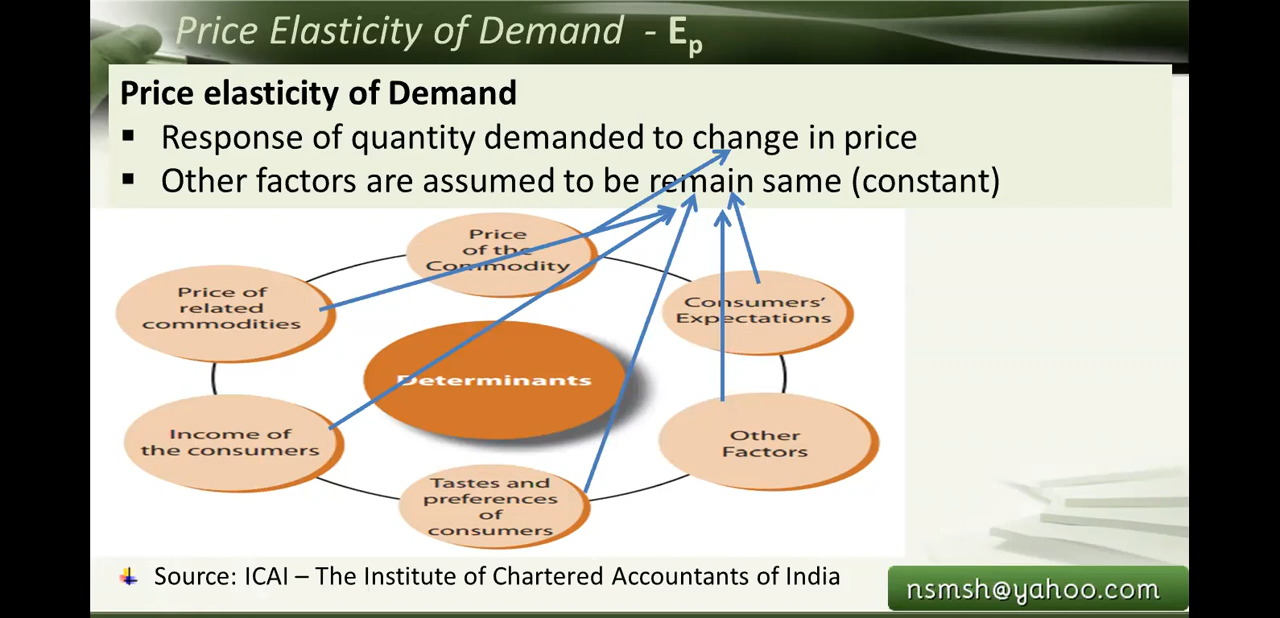 Price Elasticity of Demand - Ep
Price elasticity of Demand
▪ Response of quantity demanded to change in price
▪ Other factors are assumed to be remain same (constant)
Price
of the
Commodity
Price of
related
commodities
Consumers'
Expectations
Determinants
Income of
the consumers
Other
Factors
Tastes and
preferences
of
consumers
Source: ICAI – The Institute of Chartered Accountants of India
nsmsh@yahoo.com